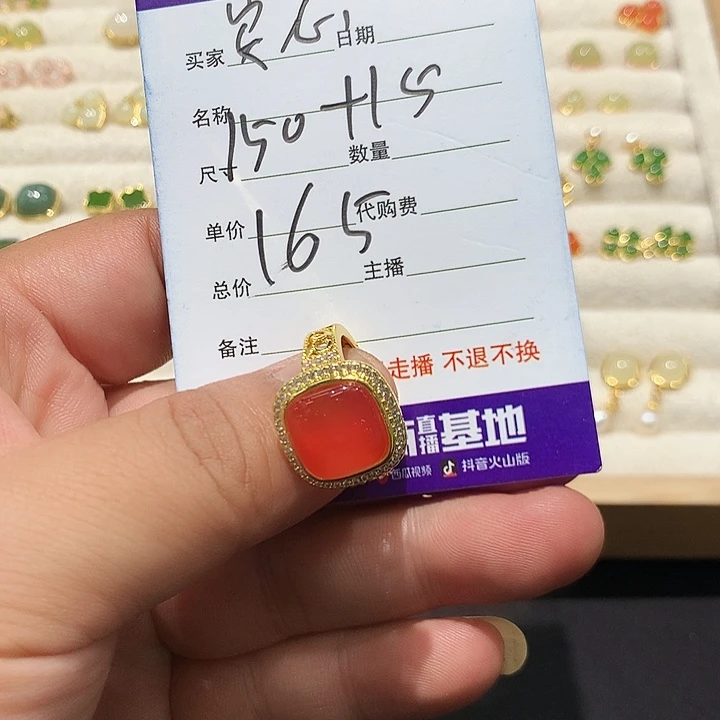 买家 安心 日期
名称
150+15
尺寸 数量
单价 165 代购费
总价 主播
备注
走播 不退不换
直播基地
西瓜视频 抖音火山版